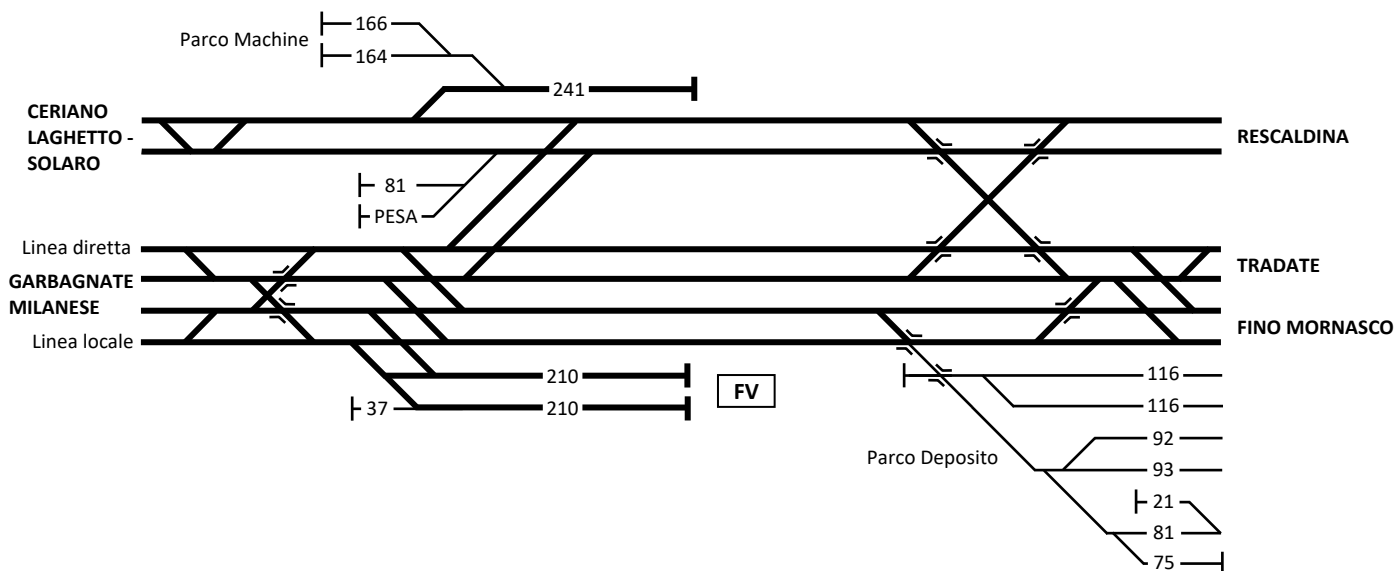 166
Parco Machine
164
241
CERIANO
LAGHETTO -
SOLARO
RESCALDINA
81
PESA
Linea diretta
TRADATE
GARBAGNATE
MILANESE
FINO MORNASCO
Linea locale
210
FV
116
37
210
116
92
Parco Deposito
93
21
81
75